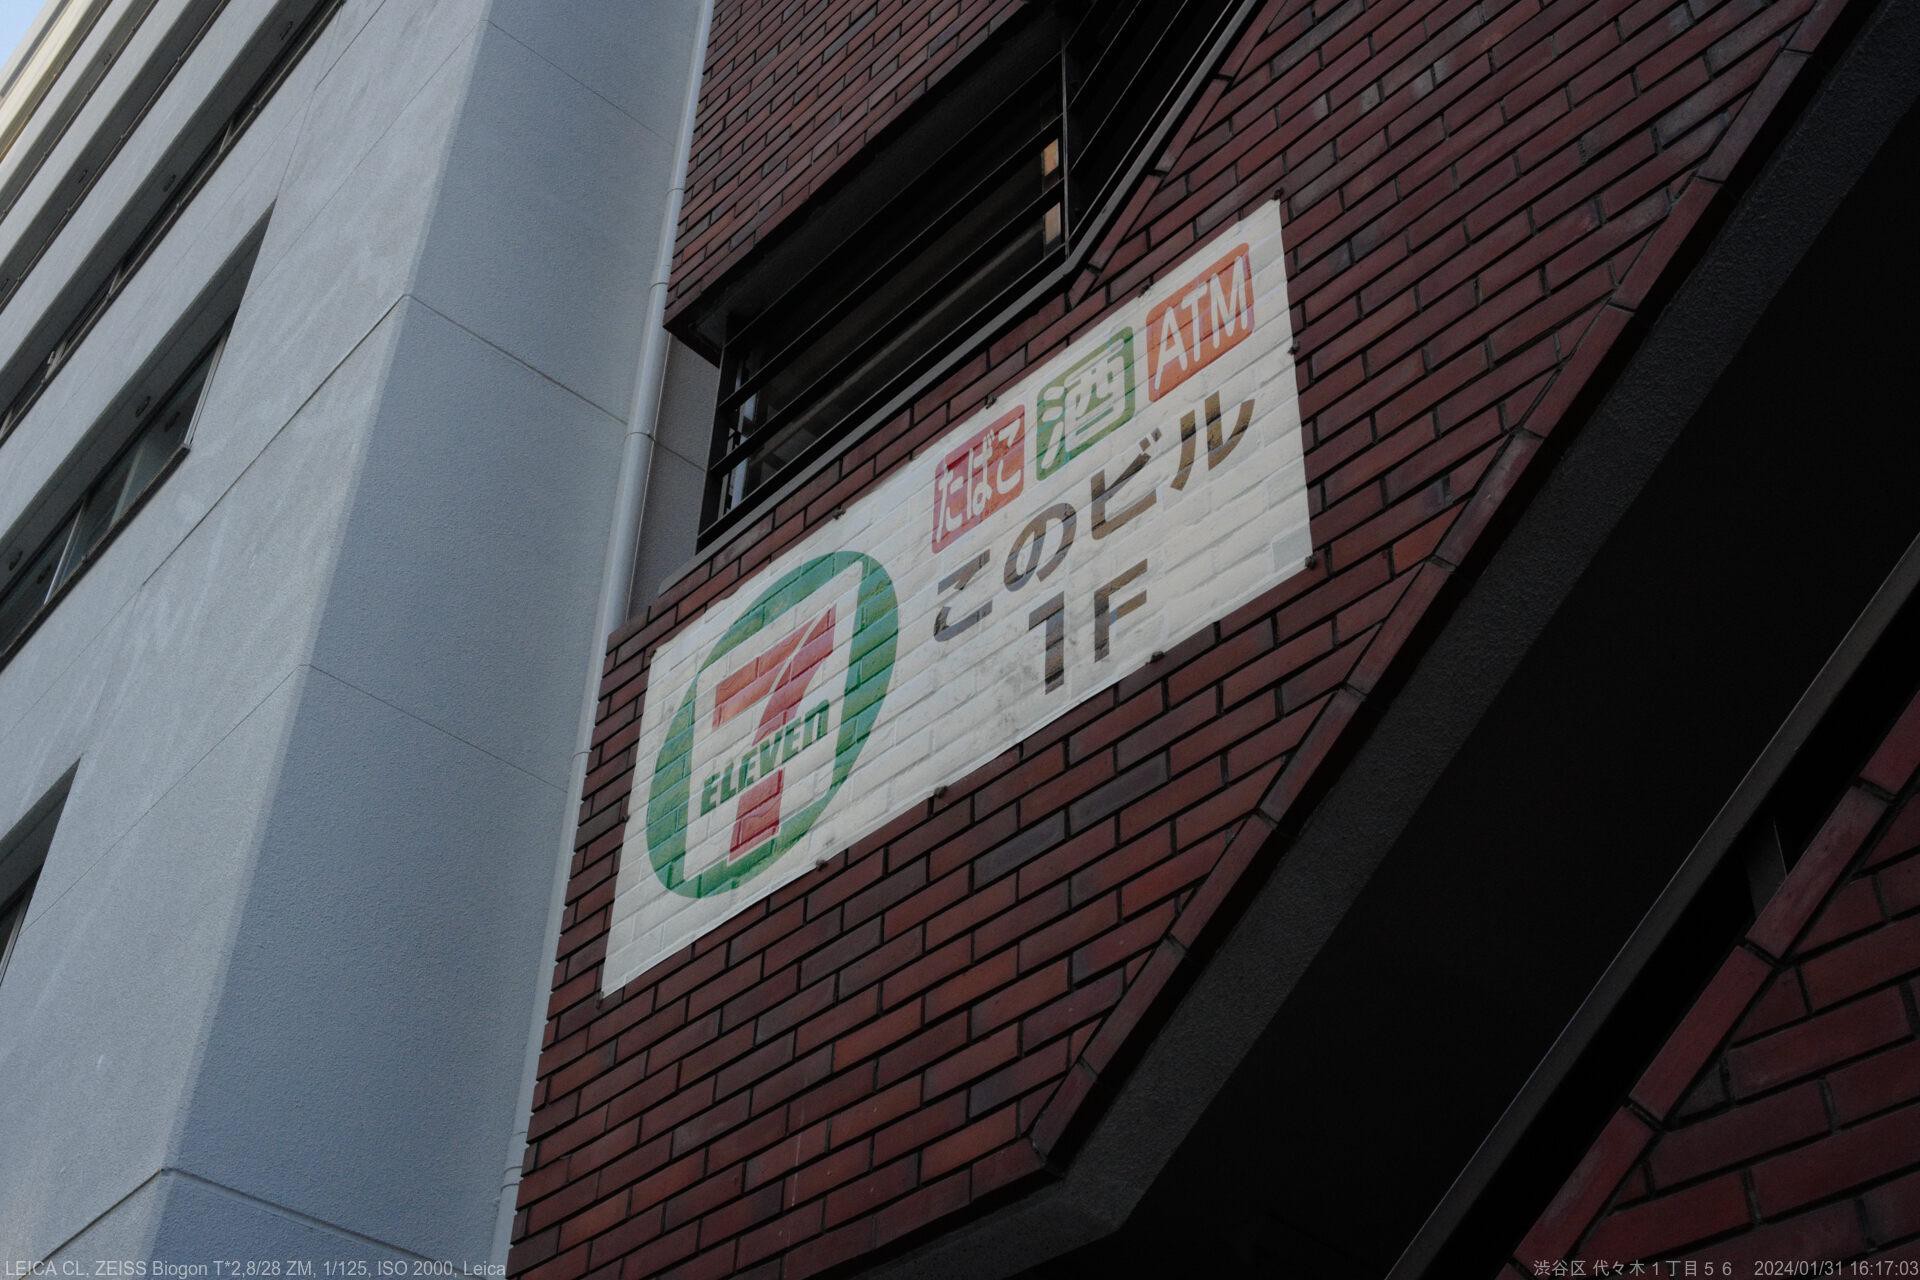 たばこ 酒 ATM
このビル
1F
7
ELEVEn
LEICA CL, ZEISS Biogon T*2,8/28 ZM, 1/125, ISO 2000, Leica
渋谷区 代々木１丁目５６ 2024/01/31 16:17:03